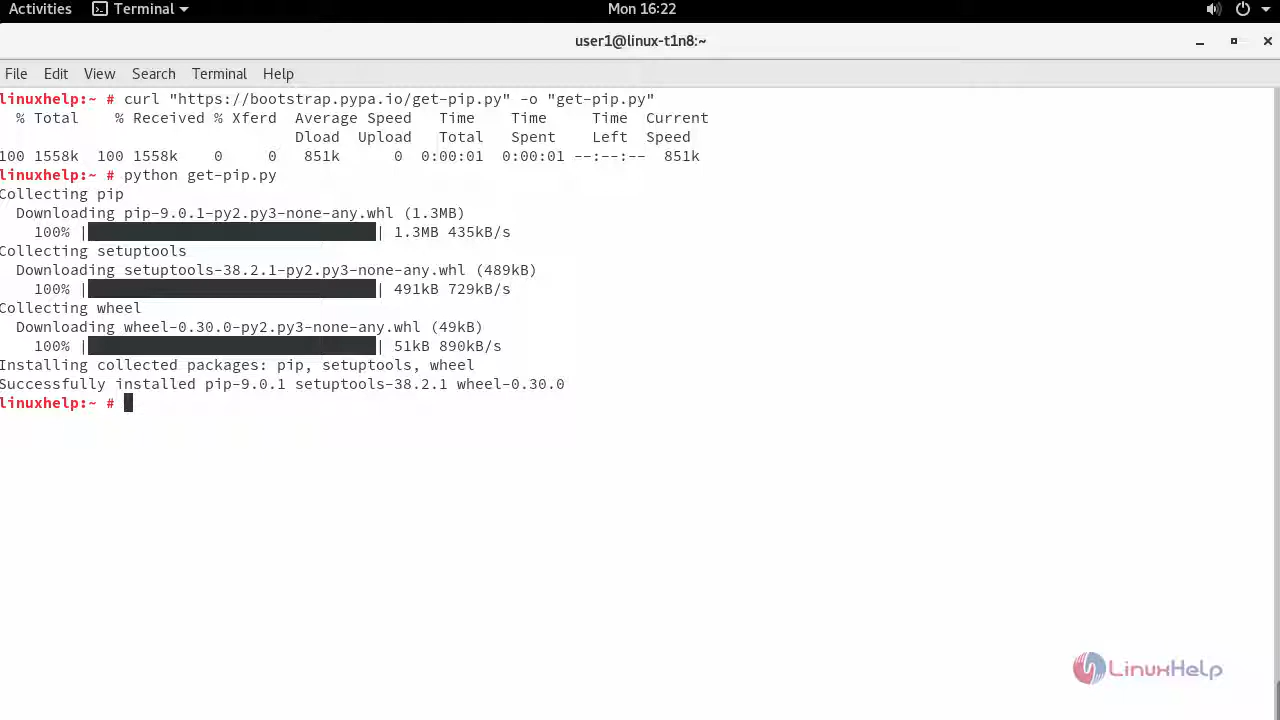 Activities Terminal Mon 16:22
user1@linux-t1n8:~
File Edit View Search Terminal Help
linuxhelp:~ # curl "https://bootstrap.pypa.io/get-pip.py" -o "get-pip.py"
% Total % Received % Xferd Average Speed Time Time Time Current
Dload Upload Total Spent Left Speed
100 1558k 100 1558k 0 0 851k 0 0:00:01 0:00:01 --:--:-- 851k
linuxhelp:~ # python get-pip.py
Collecting pip
Downloading pip-9.0.1-py2.py3-none-any.whl (1.3MB)
100% | | 1.3MB 435kB/s
Collecting setuptools
Downloading setuptools-38.2.1-py2.py3-none-any.whl (489kB)
100% | | 491kB 729kB/s
Collecting wheel
Downloading wheel-0.30.0-py2.py3-none-any.whl (49kB)
100% | | 51kB 890kB/s
Installing collected packages: pip, setuptools, wheel
Successfully installed pip-9.0.1 setuptools-38.2.1 wheel-0.30.0
linuxhelp:~ #
LinuxHelp